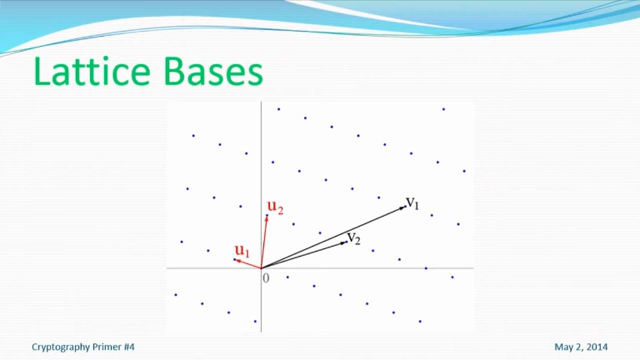 Lattice Bases
u2
v1
v2
u1
0
Cryptography Primer #4
May 2, 2014